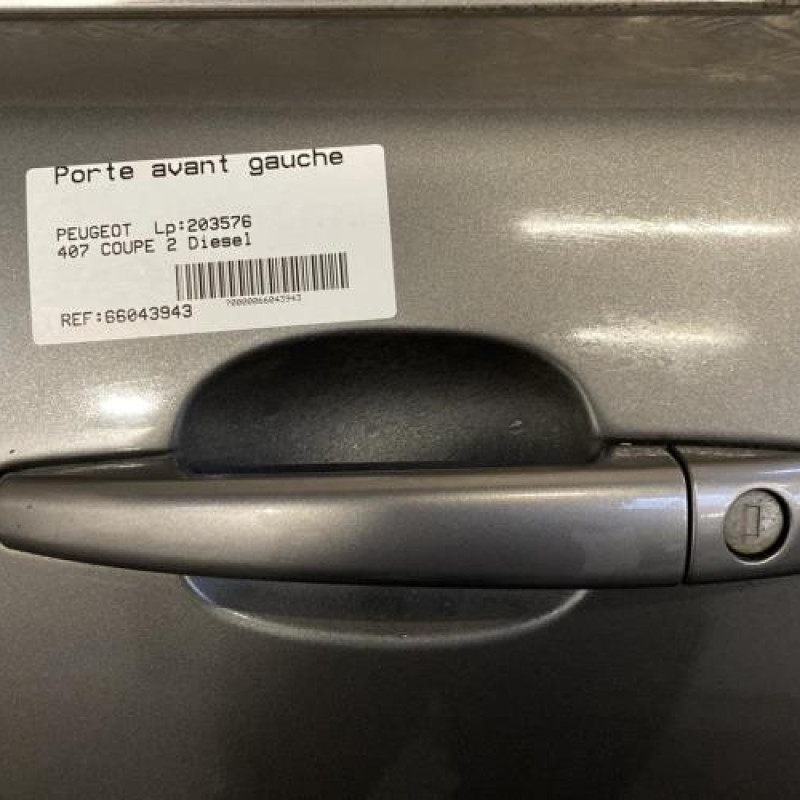 Porte avant gauche
PEUGEOT Lp:203576
407 COUPE 2 Diesel
70000066043943
REF:66043943